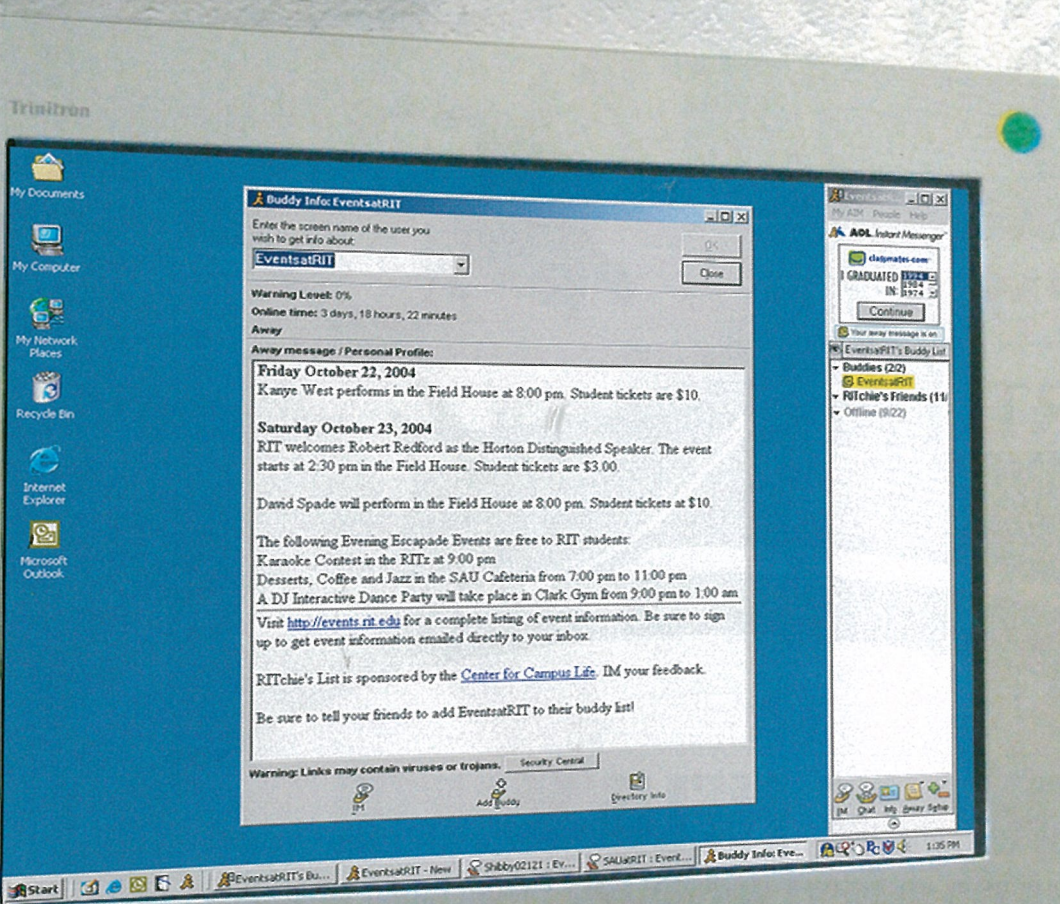 Trinitron
My Documents
My Computer
My Network
Places
Recycle Bin
Internet
Explorer
Microsoft
Outlook
Buddy Info: EventsatRIT
Enter the screen name of the user you
wish to get info about:
EventsatRIT
OK
Close
Warning Level: 0%
Online time: 3 days, 18 hours, 22 minutes
Away
Away message / Personal Profile:
Friday October 22, 2004
Kanye West performs in the Field House at 8:00 pm. Student tickets are $10.
Saturday October 23, 2004
RIT welcomes Robert Redford as the Horton Distinguished Speaker. The event
starts at 2:30 pm in the Field House. Student tickets are $3.00.
David Spade will perform in the Field House at 8:00 pm. Student tickets at $10.
The following Evening Escapade Events are free to RIT students:
Karaoke Contest in the RITz at 9:00 pm
Desserts, Coffee and Jazz in the SAU Cafeteria from 7:00 pm to 11:00 pm
A DJ Interactive Dance Party will take place in Clark Gym from 9:00 pm to 1:00 am
Visit http://events.rit.edu for a complete listing of event information. Be sure to sign
up to get event information emailed directly to your inbox.
RITchie's List is sponsored by the Center for Campus Life. IM your feedback.
Be sure to tell your friends to add EventsatRIT to their buddy list!
Warning: Links may contain viruses or trojans.
Security Central
IM
Add Buddy
Directory Info
My AIM People Help
AOL Instant Messenger
classmates.com
I GRADUATED
IN:
1994
1984
1974
Continue
Your away message is on
EventsatRIT's Buddy List
Buddies (2/2)
EventsatRIT
RITchie's Friends (11/
Offline (9/22)
IM Chat Info Away Setup
Start
EventsatRIT's Bu...
EventsatRIT - New
Shibby02121 : Ev...
SAUatRIT : Event...
Buddy Info: Eve...
1:35 PM